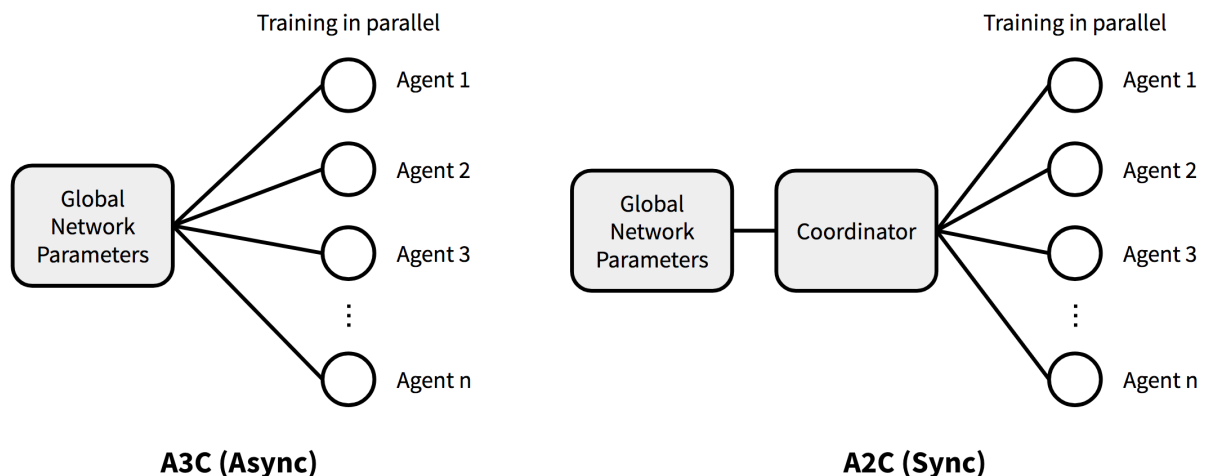 Training in parallel
Agent 1
Agent 2
Global
Network
Parameters
Agent 3
Agent n
A3C (Async)
Training in parallel
Agent 1
Agent 2
Global
Network
Parameters
Coordinator
Agent 3
Agent n
A2C (Sync)